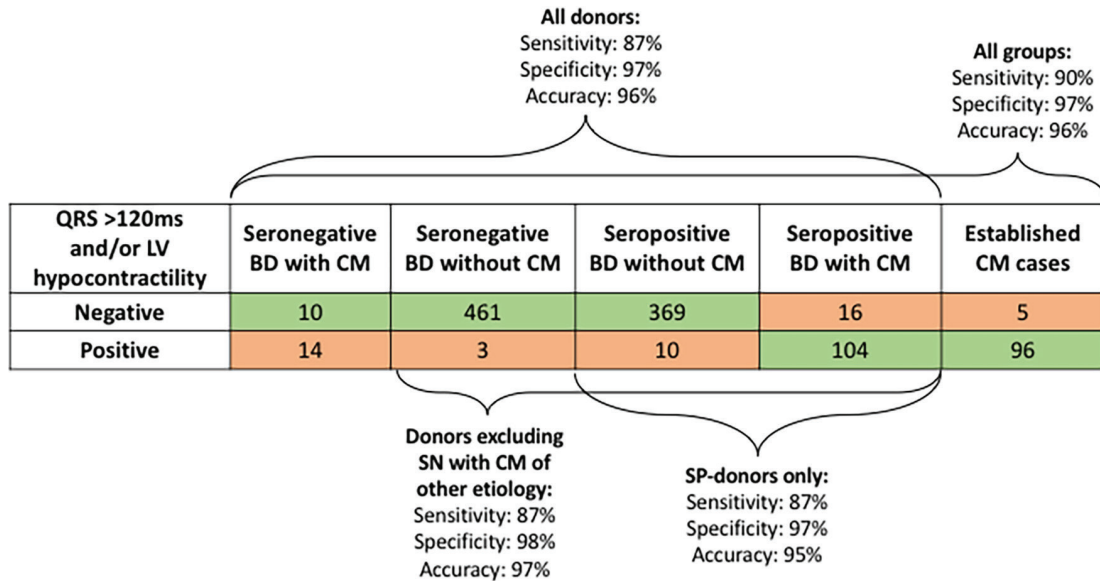 All donors:
Sensitivity: 87%
Specificity: 97%
Accuracy: 96%
All groups:
Sensitivity: 90%
Specificity: 97%
Accuracy: 96%
QRS >120ms
and/or LV
hypocontractility
Seronegative
BD with CM
Seronegative
BD without CM
Seropositive
BD without CM
Seropositive
BD with CM
Established
CM cases
Negative
10
461
369
16
5
Positive
14
3
10
104
96
Donors excluding
SN with CM of
other etiology:
Sensitivity: 87%
Specificity: 98%
Accuracy: 97%
SP-donors only:
Sensitivity: 87%
Specificity: 97%
Accuracy: 95%